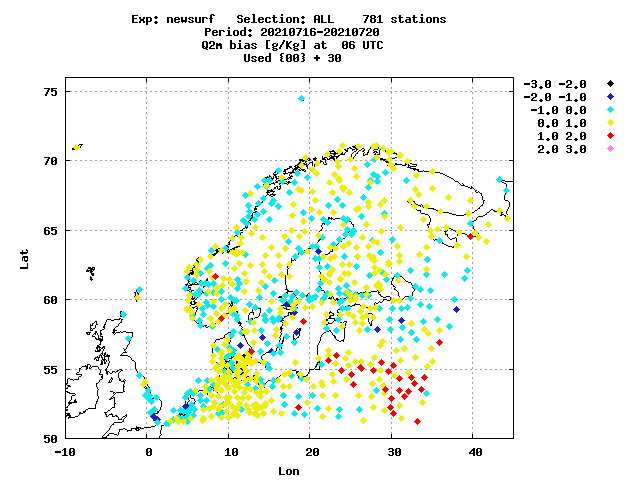 Exp: newsurf   Selection: ALL    781 stations
Period: 20210716-20210720
Q2m bias [g/Kg] at  06 UTC
Used {00} + 30
-3.0 -2.0
-2.0 -1.0
-1.0 0.0
0.0 1.0
1.0 2.0
2.0 3.0
75
70
65
60
55
50
Lat
-10 0 10 20 30 40
Lon